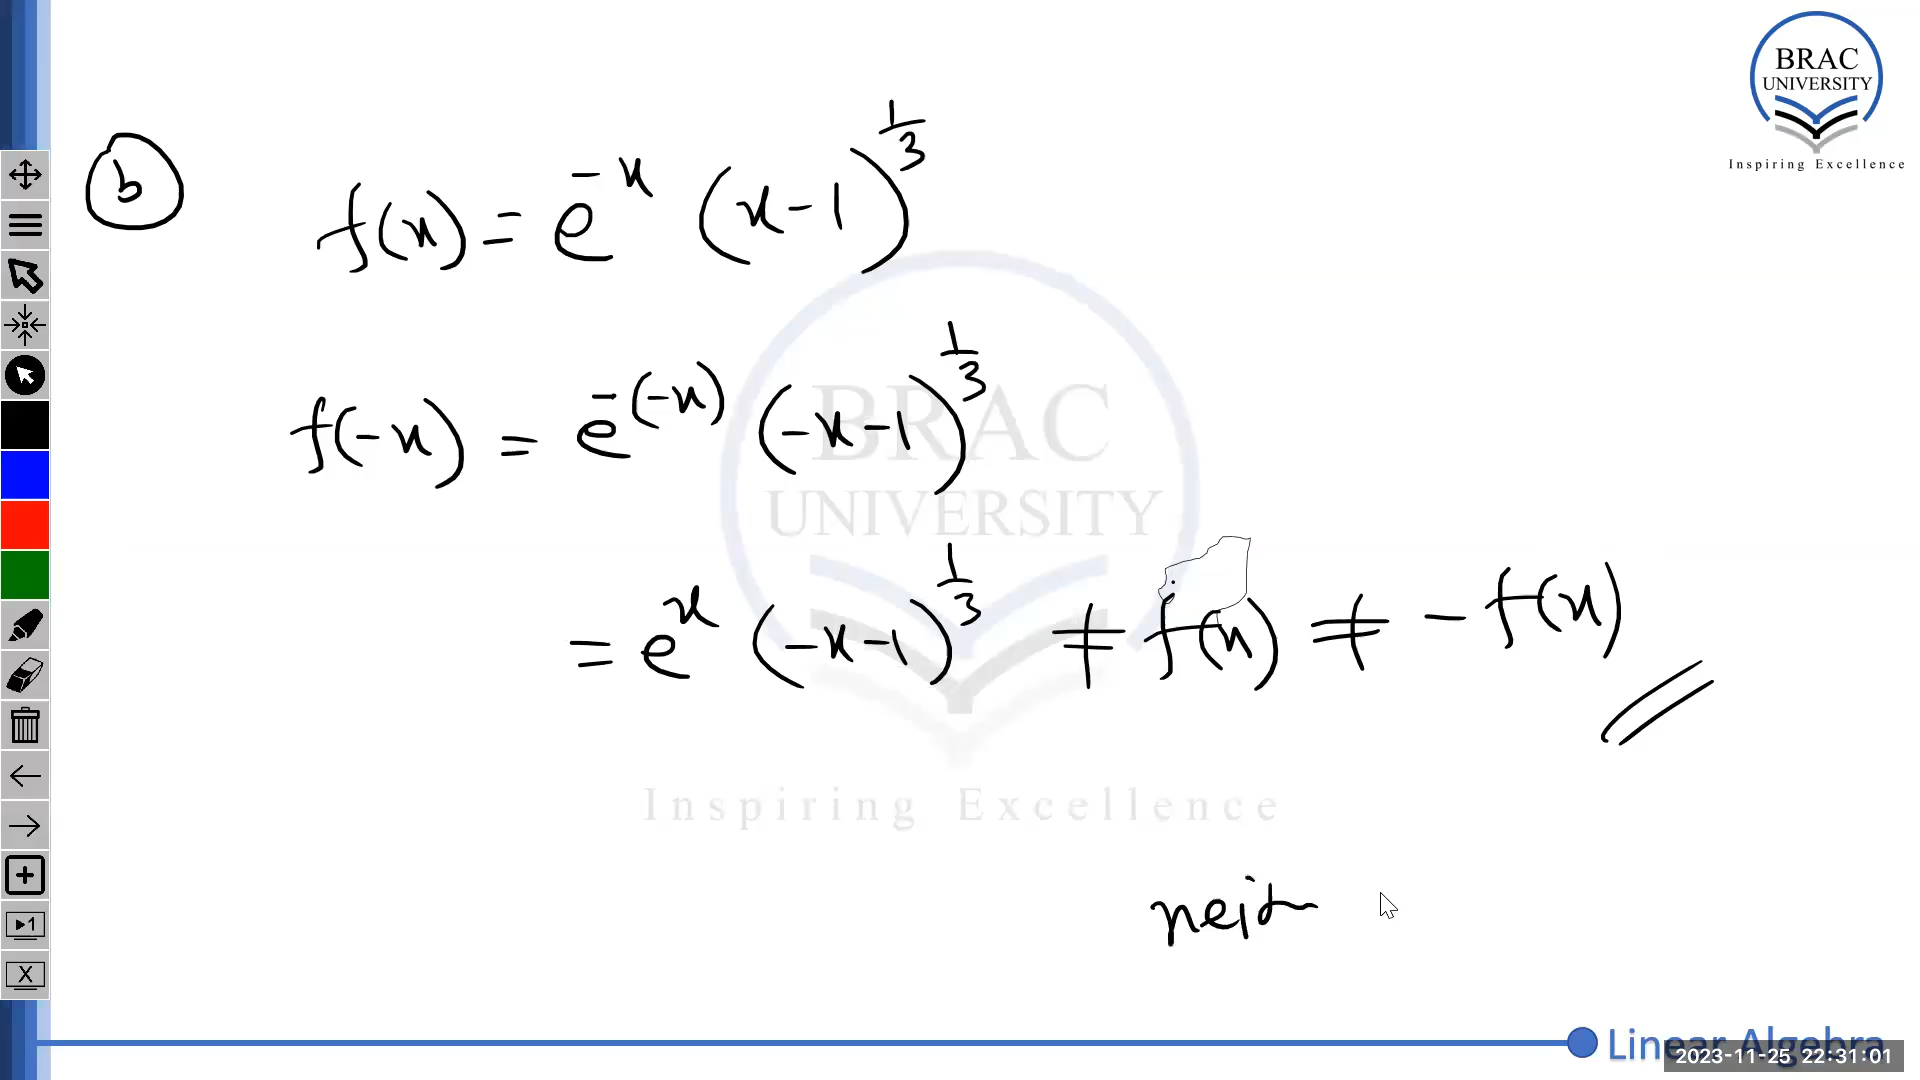 BRAC
UNIVERSITY
Inspiring Excellence
b
f(x) = e^{-x} (x-1)^{1/3}
f(-x) = e^{-(-x)} (-x-1)^{1/3}
= e^{x} (-x-1)^{1/3} ≠ f(x) ≠ -f(x)
BRAC
UNIVERSITY
Inspiring Excellence
Linear Algebra
2023-11-25 22:31:01